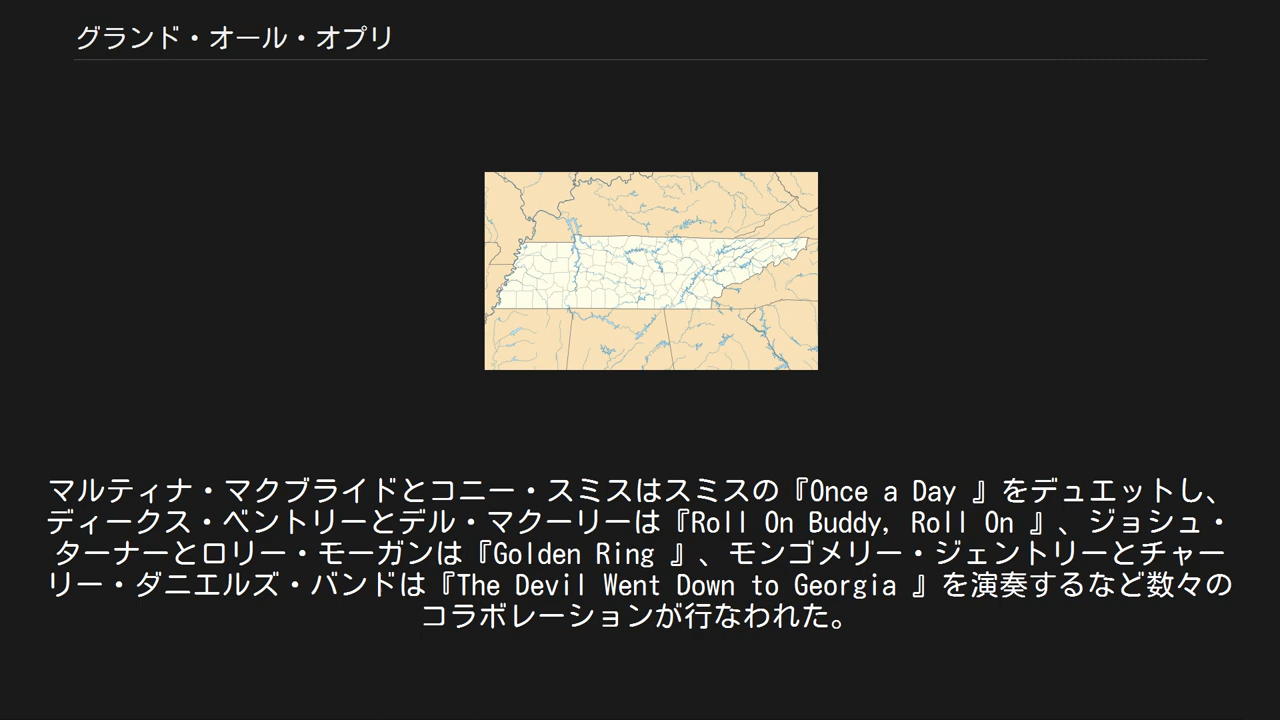 グランド・オール・オプリ
マルティナ・マクブライドとコニー・スミスはスミスの『Once a Day 』をデュエットし、
ディークス・ベントリーとデル・マクーリーは『Roll On Buddy, Roll On 』、ジョシュ・
ターナーとロリー・モーガンは『Golden Ring 』、モンゴメリー・ジェントリーとチャー
リー・ダニエルズ・バンドは『The Devil Went Down to Georgia 』を演奏するなど数々の
コラボレーションが行なわれた。